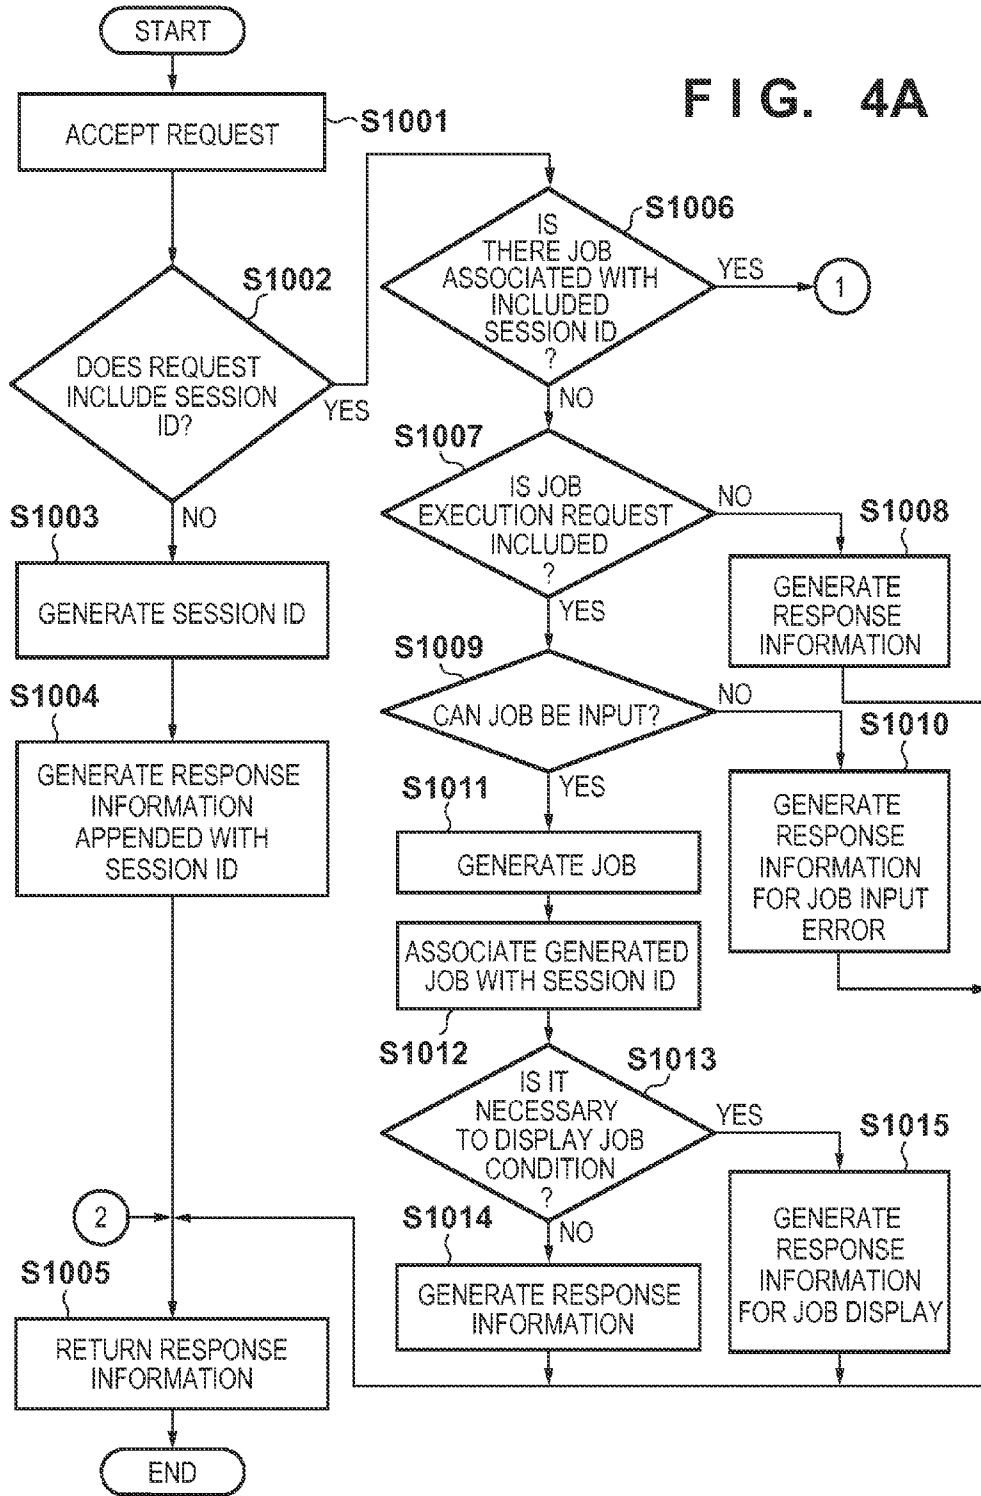 START
FIG. 4A
ACCEPT REQUEST
S1001
S1002
DOES REQUEST
INCLUDE SESSION
ID?
YES
NO
S1003
GENERATE SESSION ID
S1004
GENERATE RESPONSE
INFORMATION
APPENDED WITH
SESSION ID
2
S1005
RETURN RESPONSE
INFORMATION
END
S1006
IS
THERE JOB
ASSOCIATED WITH
INCLUDED
SESSION ID
?
YES
1
NO
S1007
IS JOB
EXECUTION REQUEST
INCLUDED
?
NO
S1008
GENERATE
RESPONSE
INFORMATION
YES
S1009
CAN JOB BE INPUT?
NO
S1010
GENERATE
RESPONSE
INFORMATION
FOR JOB INPUT
ERROR
YES
S1011
GENERATE JOB
ASSOCIATE GENERATED
JOB WITH SESSION ID
S1012
S1013
IS IT
NECESSARY
TO DISPLAY JOB
CONDITION
?
YES
S1015
GENERATE
RESPONSE
INFORMATION
FOR JOB DISPLAY
NO
S1014
GENERATE RESPONSE
INFORMATION